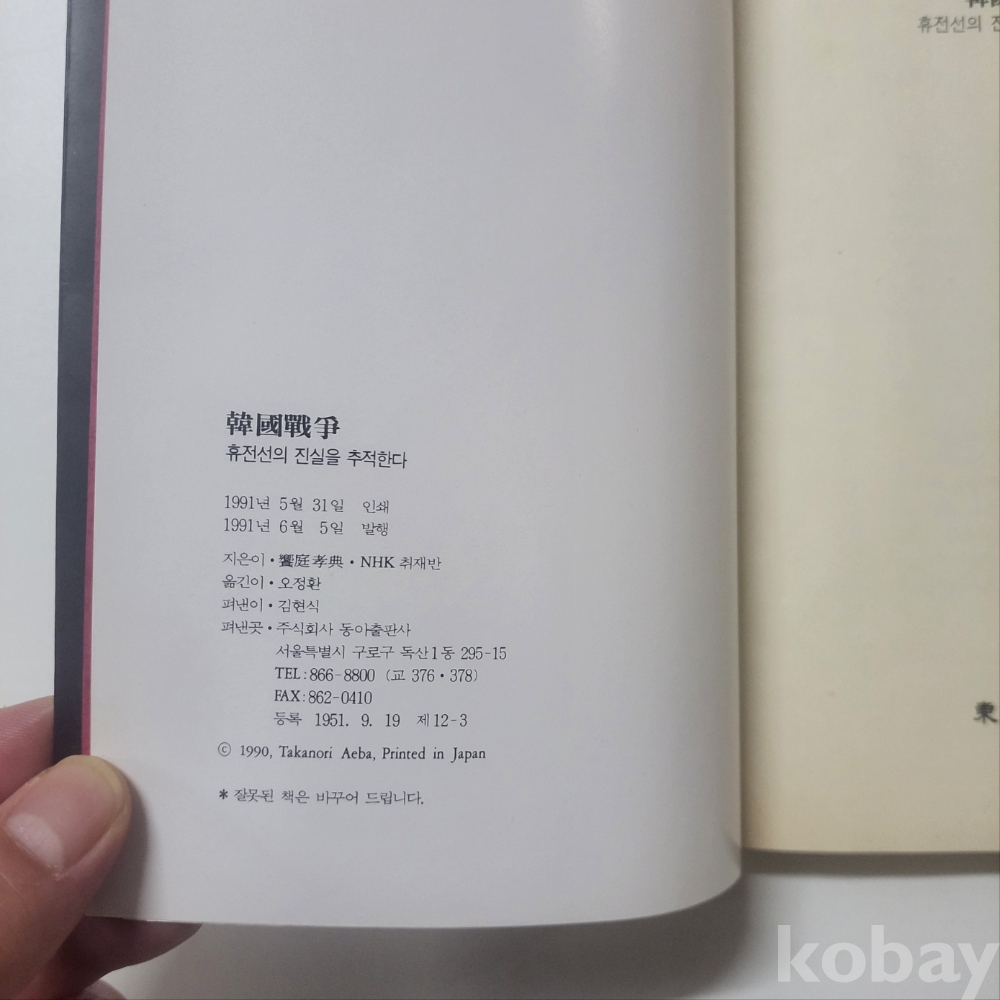 韓國戰爭
휴전선의 진실을 추적한다
1991년 5월 31일 인쇄
1991년 6월 5일 발행
지은이·饗庭孝典·NHK 취재반
옮긴이·오정환
펴낸이·김현식
펴낸곳·주식회사 동아출판사
서울특별시 구로구 독산1동 295-15
TEL:866-8800 (교 376·378)
FAX:862-0410
등록 1951. 9. 19 제12-3
ⓒ 1990, Takanori Aeba, Printed in Japan
* 잘못된 책은 바꾸어 드립니다.
휴전선의
東
kobay